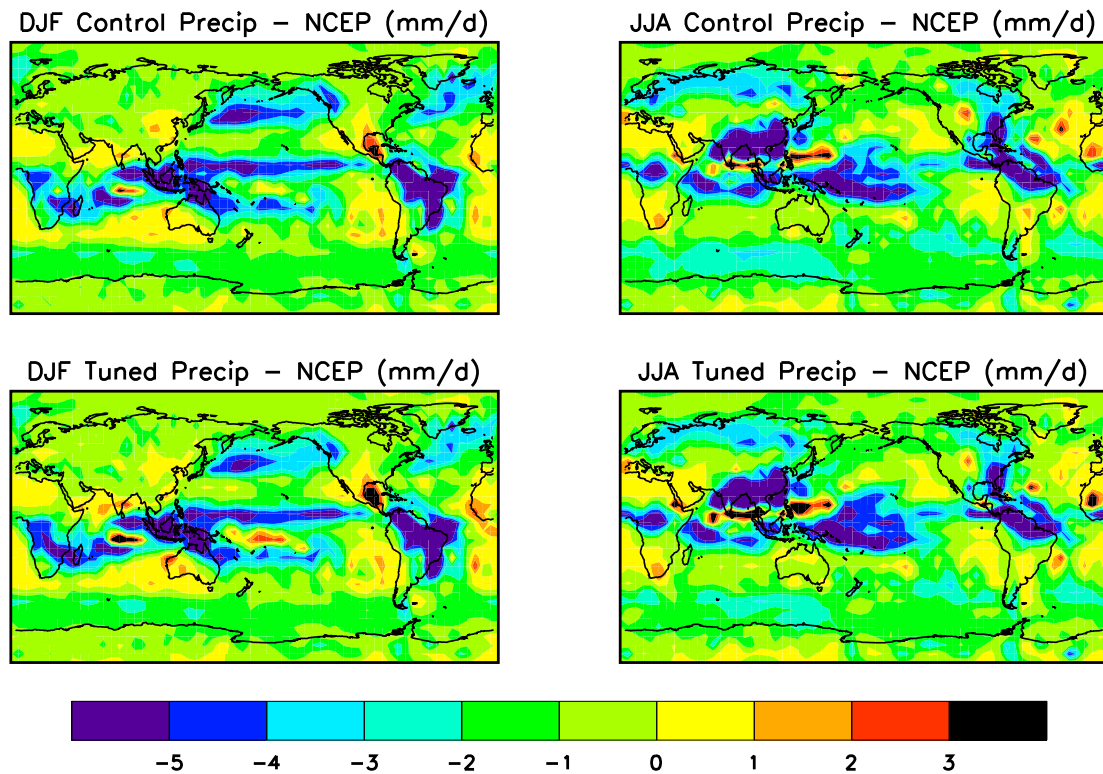 DJF Control Precip – NCEP (mm/d)
JJA Control Precip – NCEP (mm/d)
DJF Tuned Precip – NCEP (mm/d)
JJA Tuned Precip – NCEP (mm/d)
−5 −4 −3 −2 −1 0 1 2 3